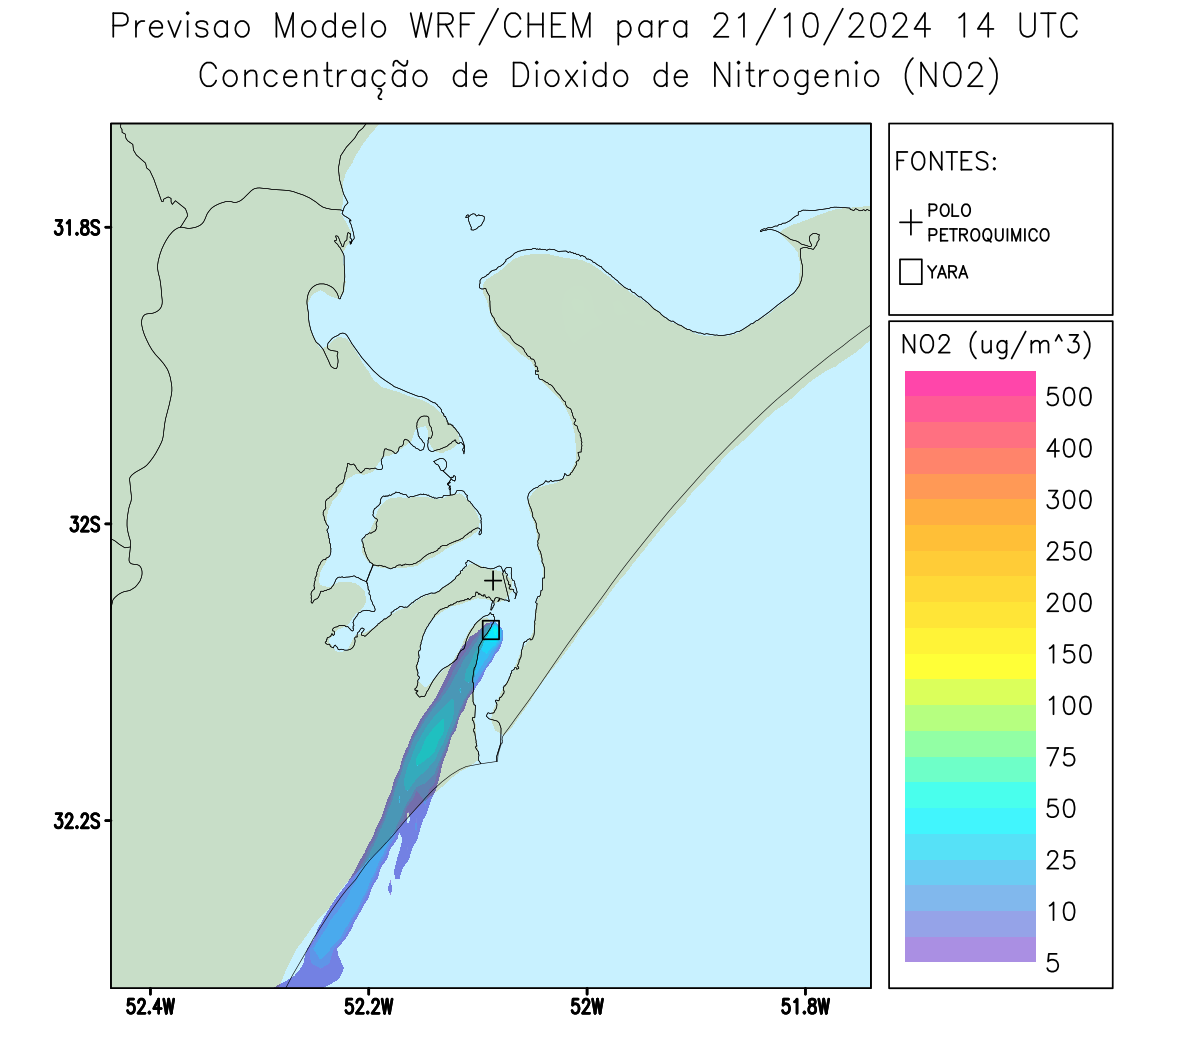 Previsao Modelo WRF/CHEM para 21/10/2024 14 UTC
Concentração de Dioxido de Nitrogenio (NO2)
FONTES:
POLO
PETROQUIMICO
YARA
NO2 (ug/m^3)
500
400
300
250
200
150
100
75
50
25
10
5
31.8S
32S
32.2S
52.4W
52.2W
52W
51.8W